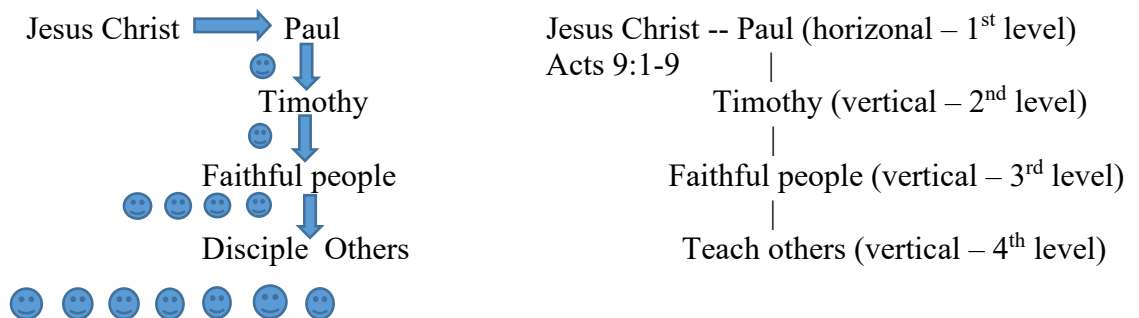 Jesus Christ Paul
Timothy
Faithful people
Disciple Others
Jesus Christ -- Paul (horizonal – 1st level)
Acts 9:1-9 |
Timothy (vertical – 2nd level)
|
Faithful people (vertical – 3rd level)
|
Teach others (vertical – 4th level)